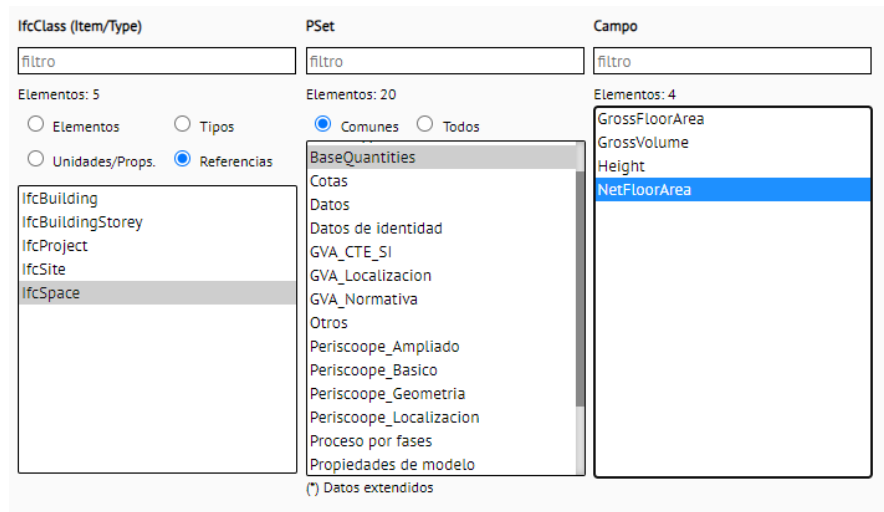 IfcClass (Item/Type)
filtro
Elementos: 5
Elementos
Tipos
Unidades/Props.
Referencias
IfcBuilding
IfcBuildingStorey
IfcProject
IfcSite
IfcSpace
PSet
filtro
Elementos: 20
Comunes
Todos
BaseQuantities
Cotas
Datos
Datos de identidad
GVA_CTE_SI
GVA_Localizacion
GVA_Normativa
Otros
Periscoope_Ampliado
Periscoope_Basico
Periscoope_Geometria
Periscoope_Localizacion
Proceso por fases
Propiedades de modelo
(*) Datos extendidos
Campo
filtro
Elementos: 4
GrossFloorArea
GrossVolume
Height
NetFloorArea